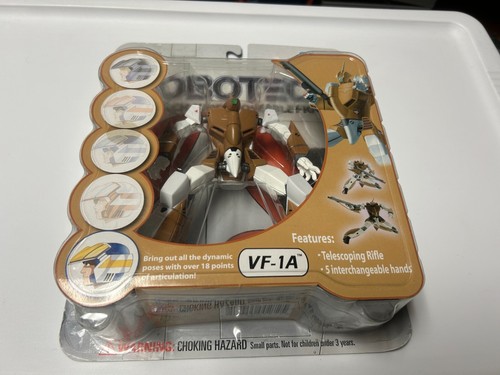 OBOTEC
Bring out all the dynamic
poses with over 18 points
of articulation!
VF-1A™
Features:
• Telescoping Rifle
• 5 interchangeable hands
WARNING: CHOKING HAZARD Small parts. Not for children under 3 years.